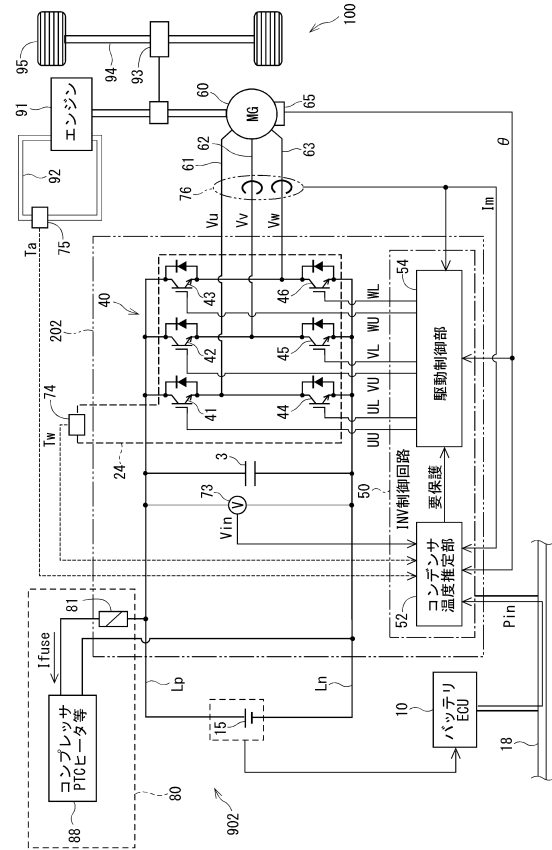 コンプレッサ
PTCヒータ等
88
80
Ifuse
81
902
15
Lp
Ln
バッテリ
ECU
10
18
Pin
202
40
24
74
Tw
Ta
Vin
73
V
3
41
42
43
44
45
46
UU
UL
VU
VL
WU
WL
50
INV制御回路
52
コンデンサ
温度推定部
要保護
54
駆動制御部
Vu
Vv
Vw
76
61
62
63
60
MG
65
θ
Im
75
92
91
エンジン
93
94
95
100